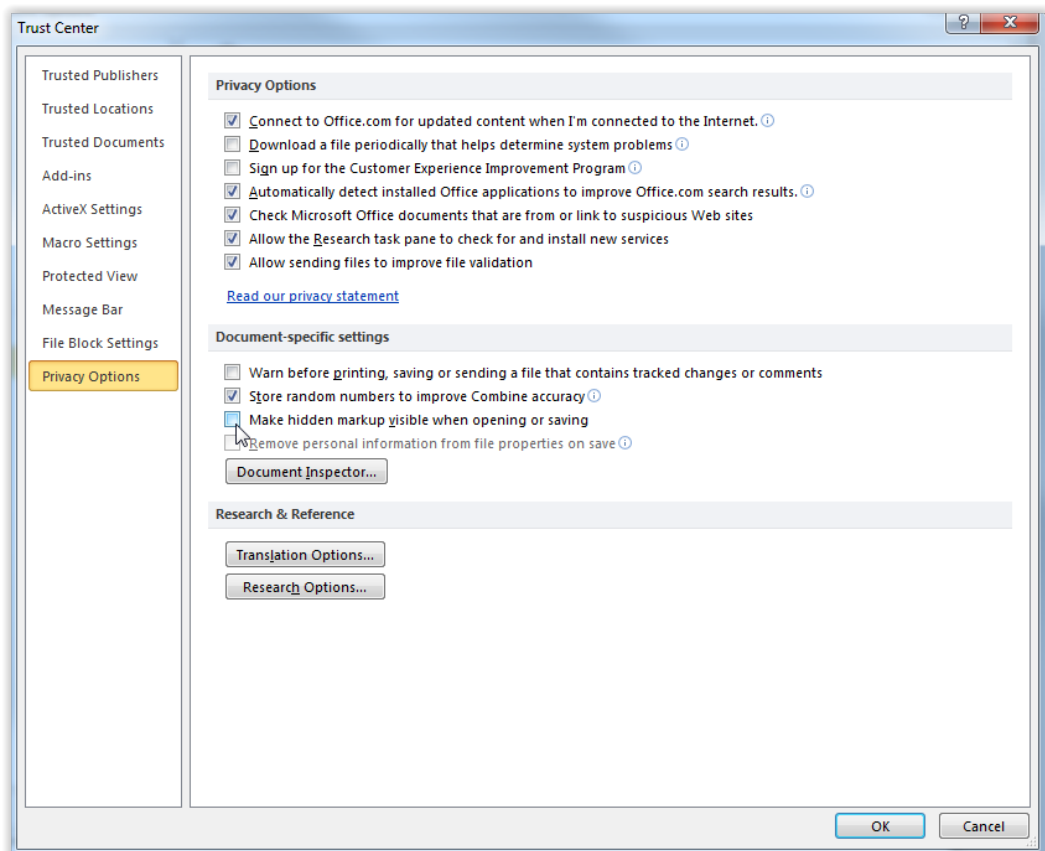 Trust Center
Trusted Publishers
Trusted Locations
Trusted Documents
Add-ins
ActiveX Settings
Macro Settings
Protected View
Message Bar
File Block Settings
Privacy Options
Privacy Options
Connect to Office.com for updated content when I'm connected to the Internet.
Download a file periodically that helps determine system problems
Sign up for the Customer Experience Improvement Program
Automatically detect installed Office applications to improve Office.com search results.
Check Microsoft Office documents that are from or link to suspicious Web sites
Allow the Research task pane to check for and install new services
Allow sending files to improve file validation
Read our privacy statement
Document-specific settings
Warn before printing, saving or sending a file that contains tracked changes or comments
Store random numbers to improve Combine accuracy
Make hidden markup visible when opening or saving
Remove personal information from file properties on save
Document Inspector...
Research & Reference
Translation Options...
Research Options...
OK
Cancel